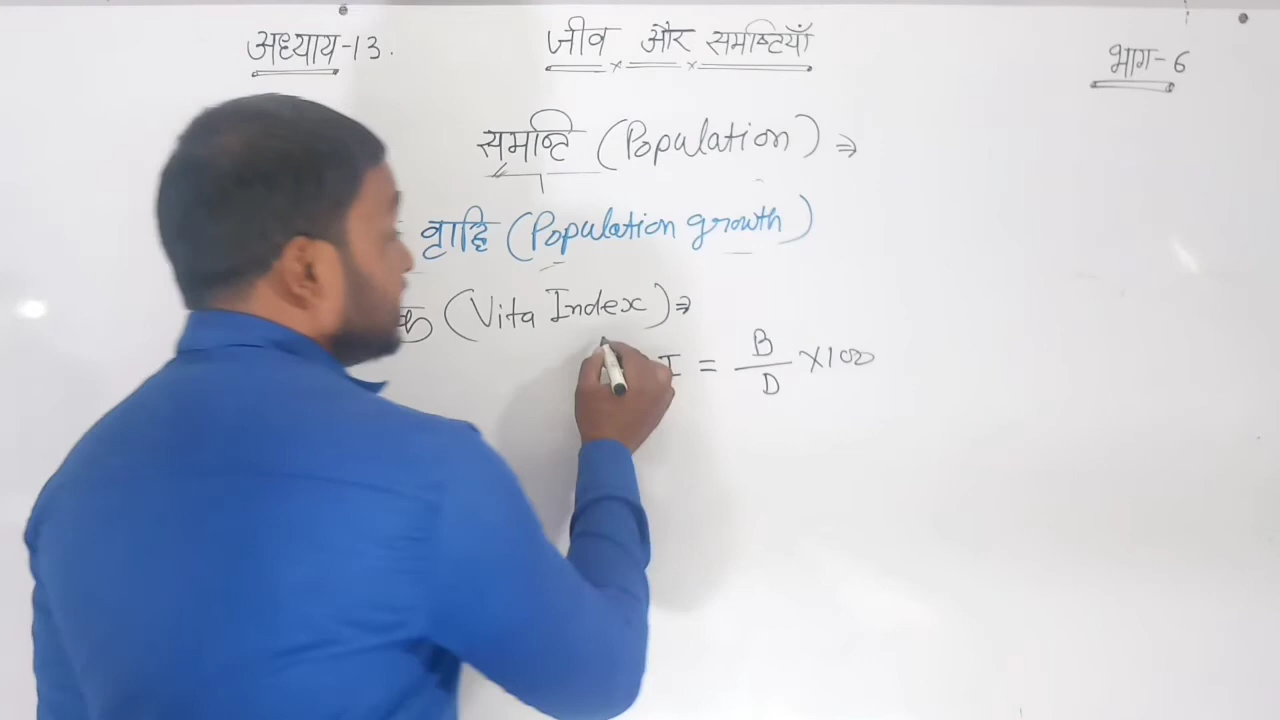 अध्याय-13.
जीव और समष्टियाँ
भाग-6
समष्टि (Population) ⇒
वृद्धि (Population growth)
(Vita Index) ⇒
I = B/D ×100